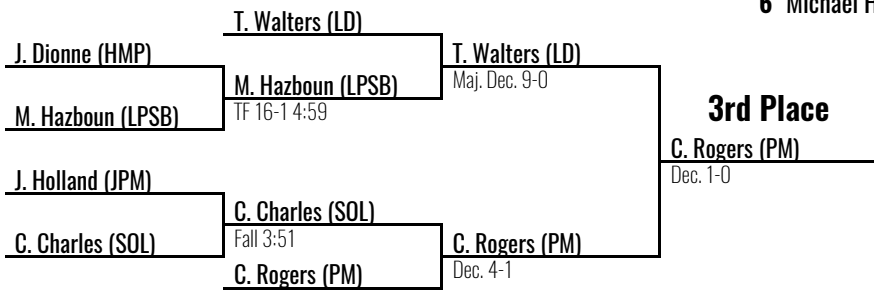 6 Michael H
T. Walters (LD)
J. Dionne (HMP)
T. Walters (LD)
Maj. Dec. 9-0
M. Hazboun (LPSB)
TF 16-1 4:59
M. Hazboun (LPSB)
3rd Place
C. Rogers (PM)
Dec. 1-0
J. Holland (JPM)
C. Charles (SOL)
Fall 3:51
C. Charles (SOL)
C. Rogers (PM)
Dec. 4-1
C. Rogers (PM)